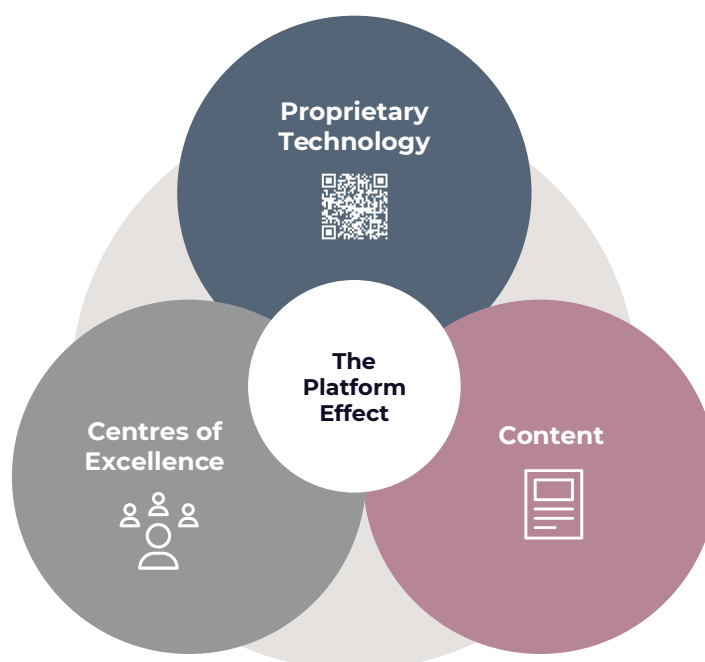 Proprietary
Technology
The
Platform
Effect
Centres of
Excellence
Content